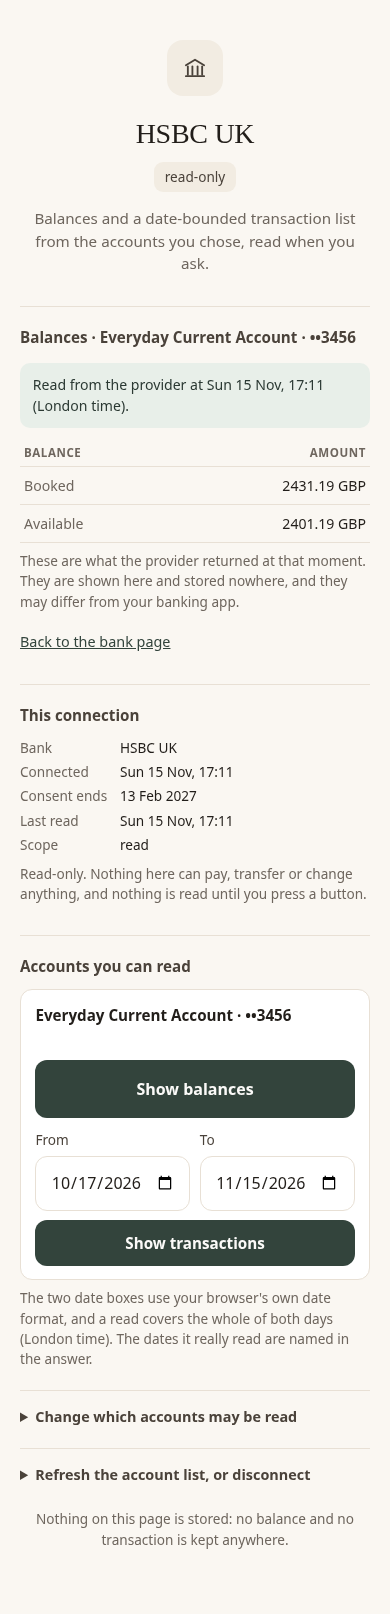 HSBC UK
read-only
Balances and a date-bounded transaction list
from the accounts you chose, read when you
ask.
Balances · Everyday Current Account · ••3456
Read from the provider at Sun 15 Nov, 17:11
(London time).
BALANCE AMOUNT
Booked 2431.19 GBP
Available 2401.19 GBP
These are what the provider returned at that moment.
They are shown here and stored nowhere, and they
may differ from your banking app.
Back to the bank page
This connection
Bank HSBC UK
Connected Sun 15 Nov, 17:11
Consent ends 13 Feb 2027
Last read Sun 15 Nov, 17:11
Scope read
Read-only. Nothing here can pay, transfer or change
anything, and nothing is read until you press a button.
Accounts you can read
Everyday Current Account · ••3456
Show balances
From To
10/17/2026 11/15/2026
Show transactions
The two date boxes use your browser's own date
format, and a read covers the whole of both days
(London time). The dates it really read are named in
the answer.
Change which accounts may be read
Refresh the account list, or disconnect
Nothing on this page is stored: no balance and no
transaction is kept anywhere.